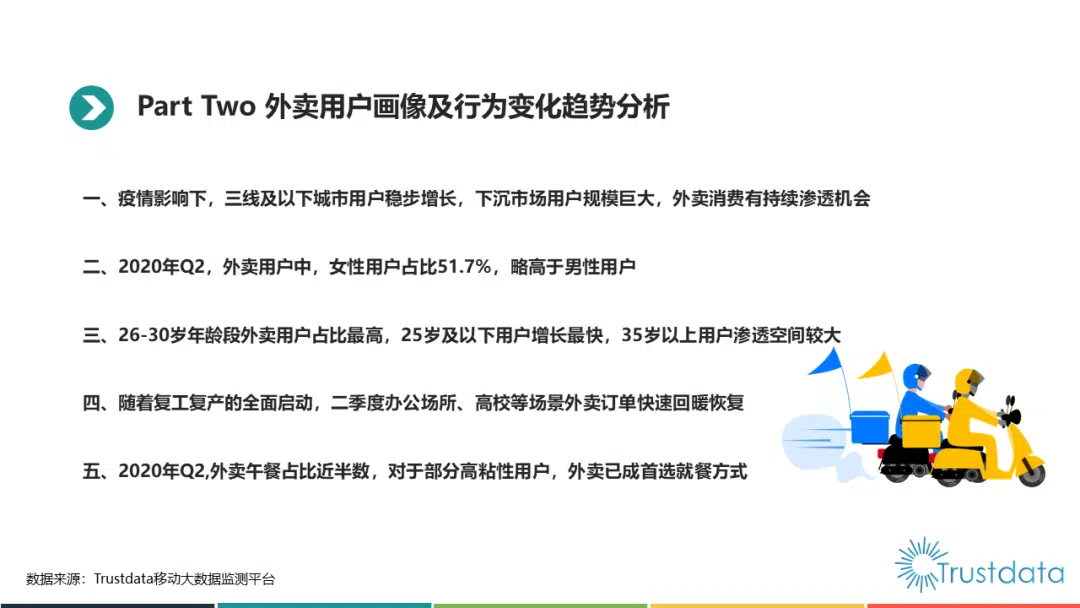 Part Two 外卖用户画像及行为变化趋势分析
一、疫情影响下，三线及以下城市用户稳步增长，下沉市场用户规模巨大，外卖消费有持续渗透机会
二、2020年Q2，外卖用户中，女性用户占比51.7%，略高于男性用户
三、26-30岁年龄段外卖用户占比最高，25岁及以下用户增长最快，35岁以上用户渗透空间较大
四、随着复工复产的全面启动，二季度办公场所、高校等场景外卖订单快速回暖恢复
五、2020年Q2,外卖午餐占比近半数，对于部分高粘性用户，外卖已成首选就餐方式
数据来源：Trustdata移动大数据监测平台
Trustdata